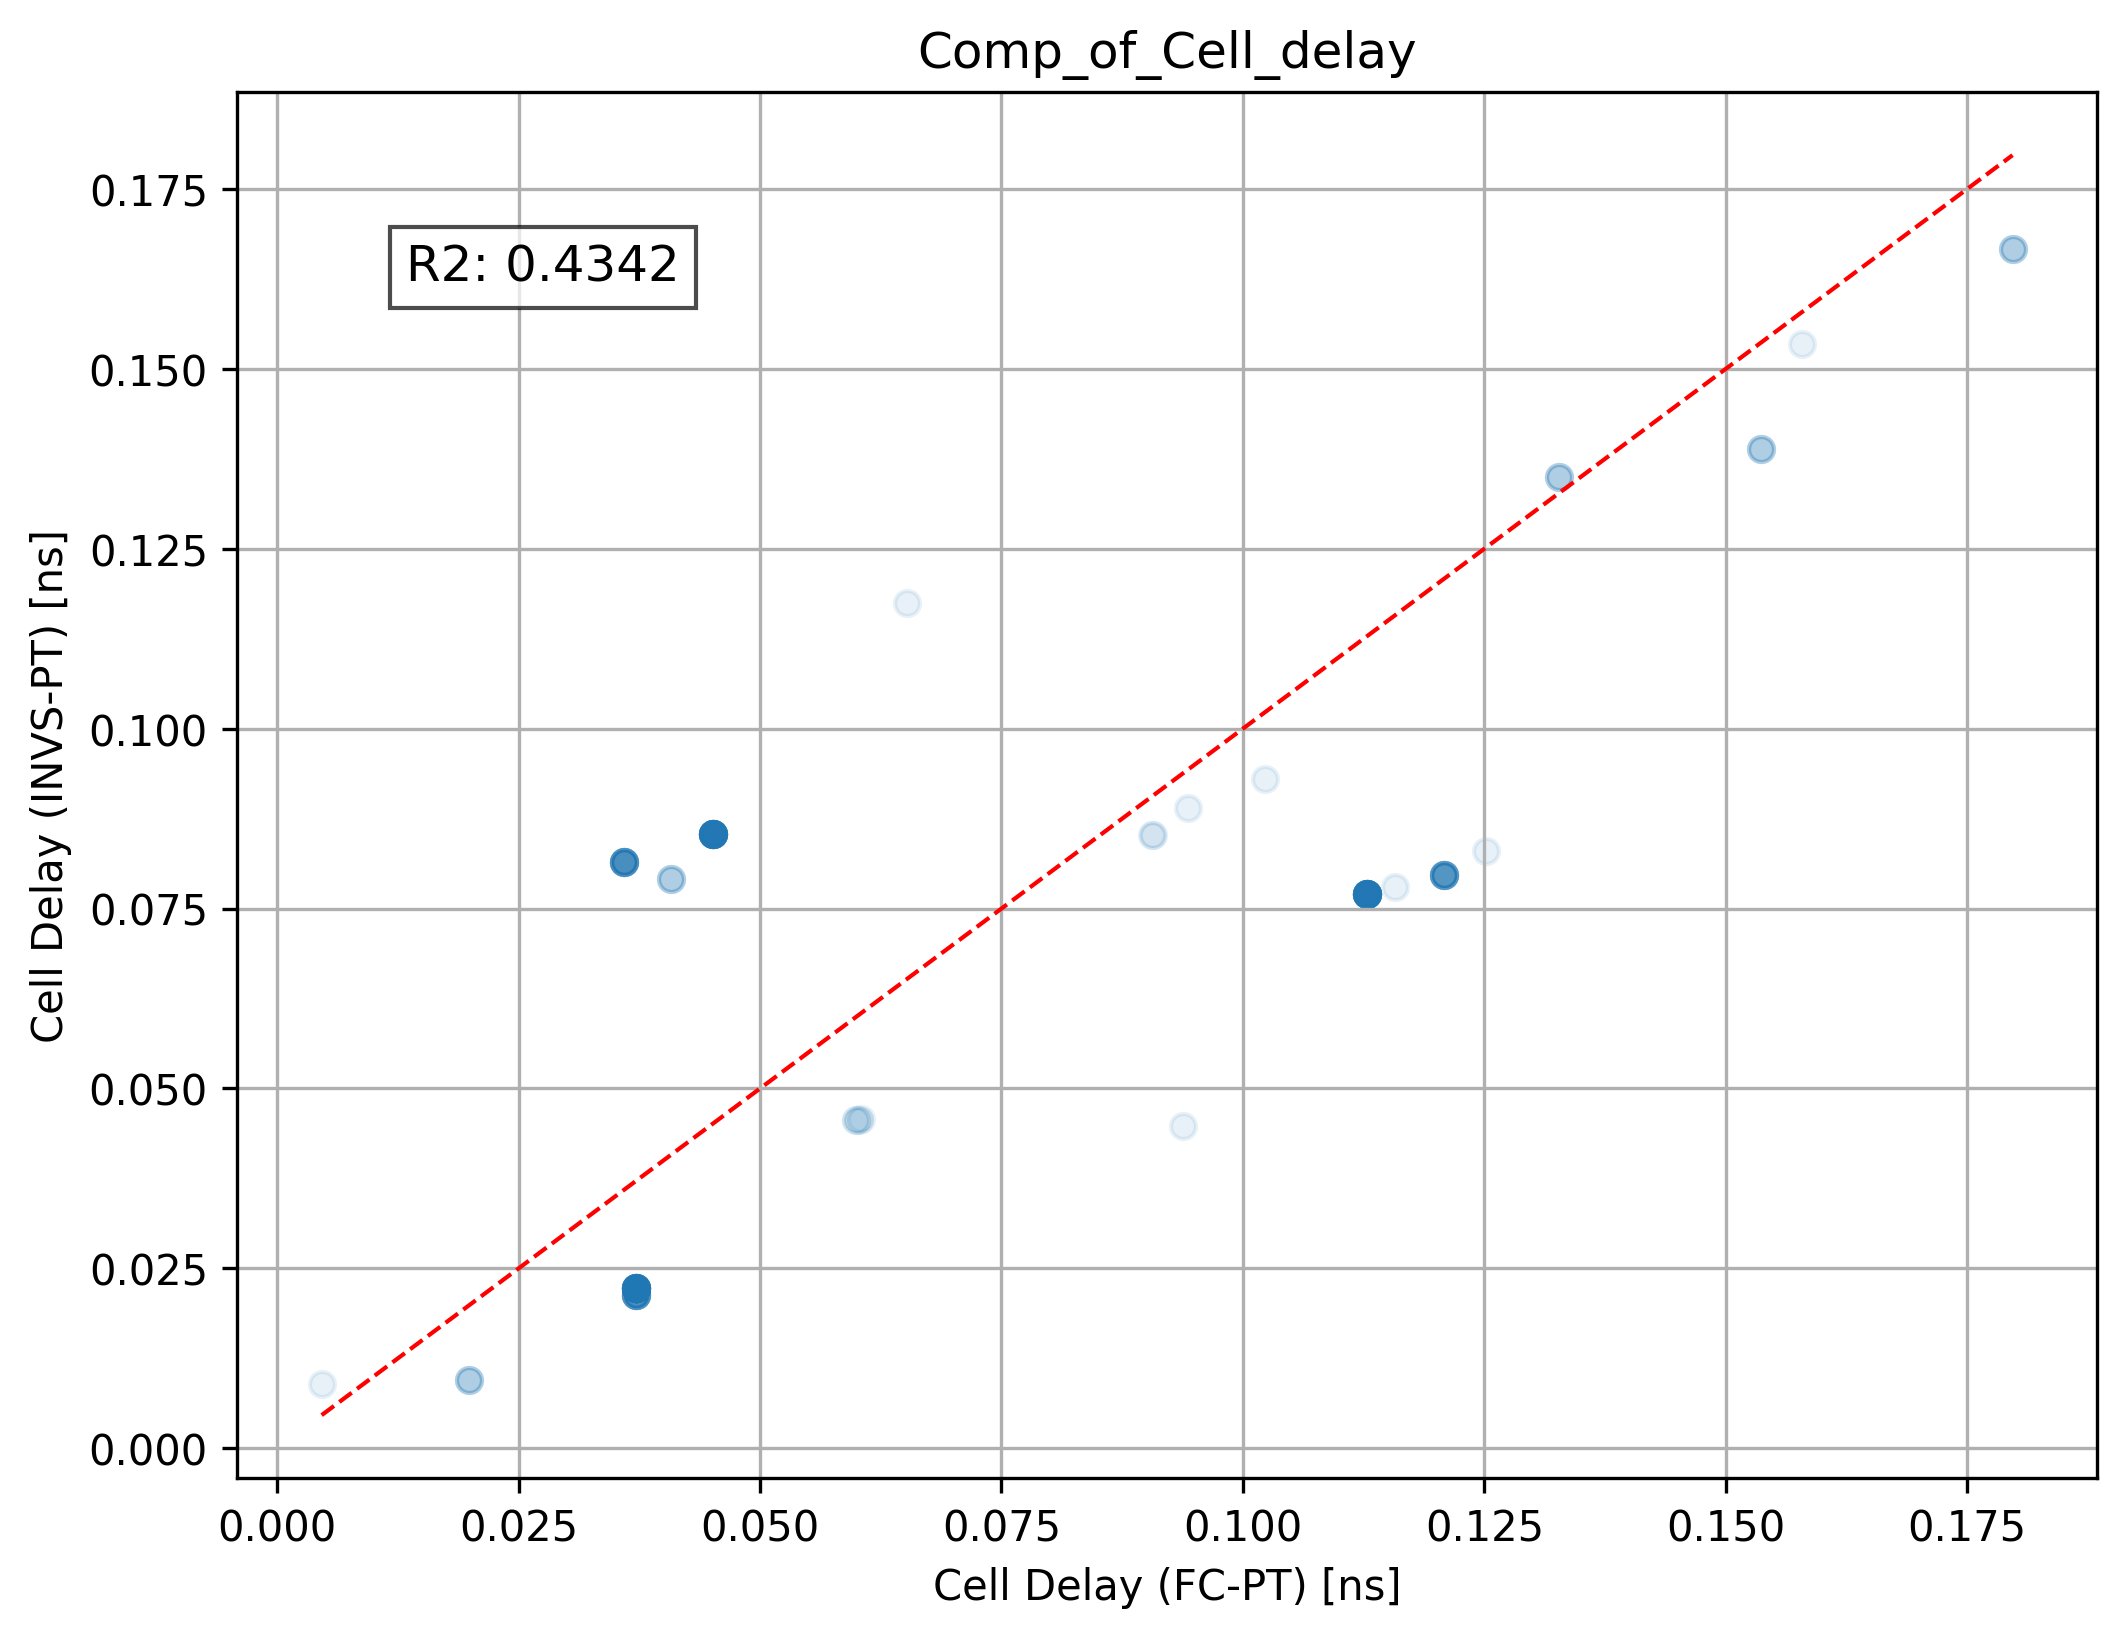 Comp_of_Cell_delay
R2: 0.4342
Cell Delay (INVS-PT) [ns]
0.175
0.150
0.125
0.100
0.075
0.050
0.025
0.000
0.000 0.025 0.050 0.075 0.100 0.125 0.150 0.175
Cell Delay (FC-PT) [ns]